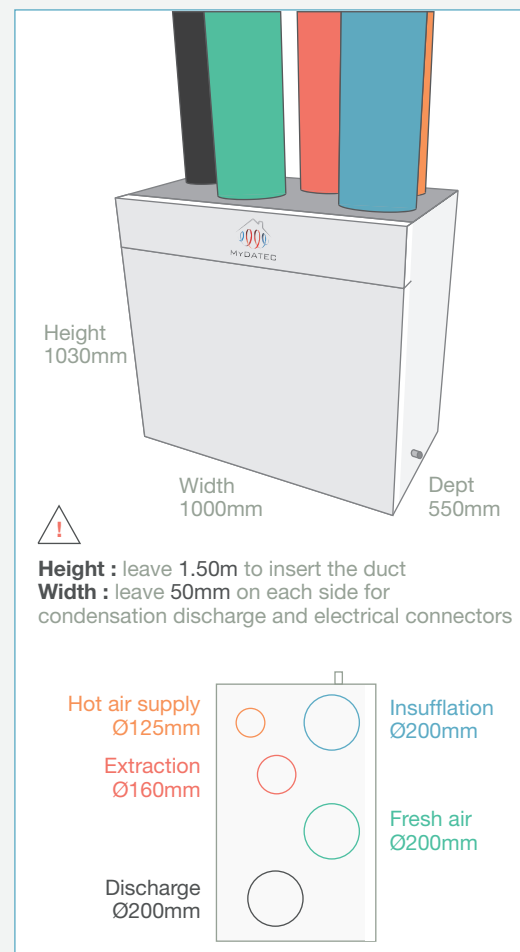 MYDATEC
Height
1030mm
Width
1000mm
Dept
550mm
!
Height : leave 1.50m to insert the duct
Width : leave 50mm on each side for
condensation discharge and electrical connectors
Hot air supply
Ø125mm
Insufflation
Ø200mm
Extraction
Ø160mm
Fresh air
Ø200mm
Discharge
Ø200mm